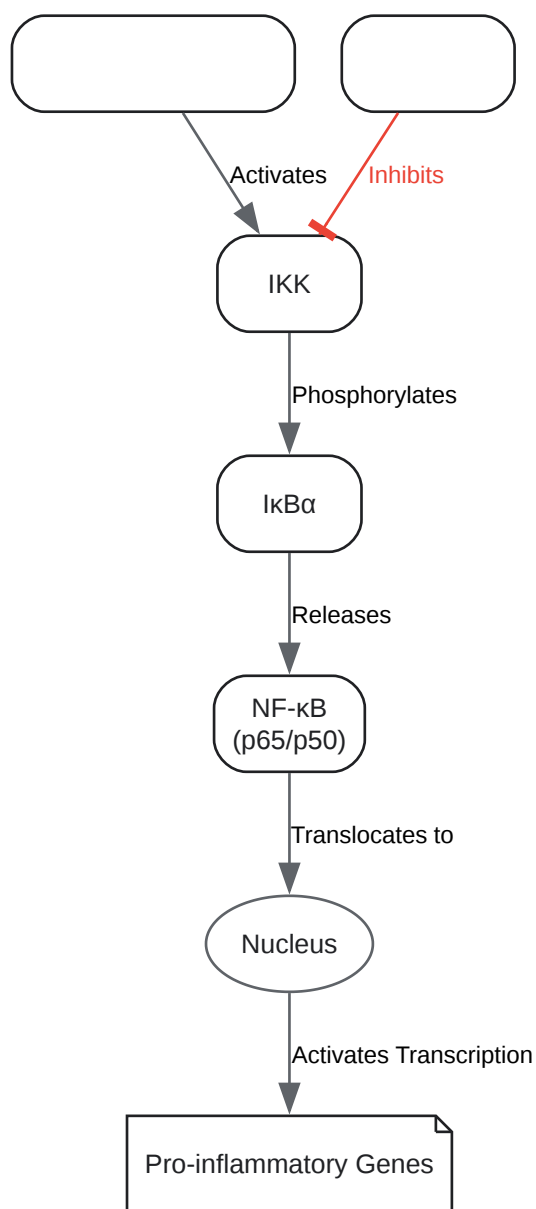 Activates
Inhibits
IKK
Phosphorylates
IκBα
Releases
NF-κB
(p65/p50)
Translocates to
Nucleus
Activates Transcription
Pro-inflammatory Genes